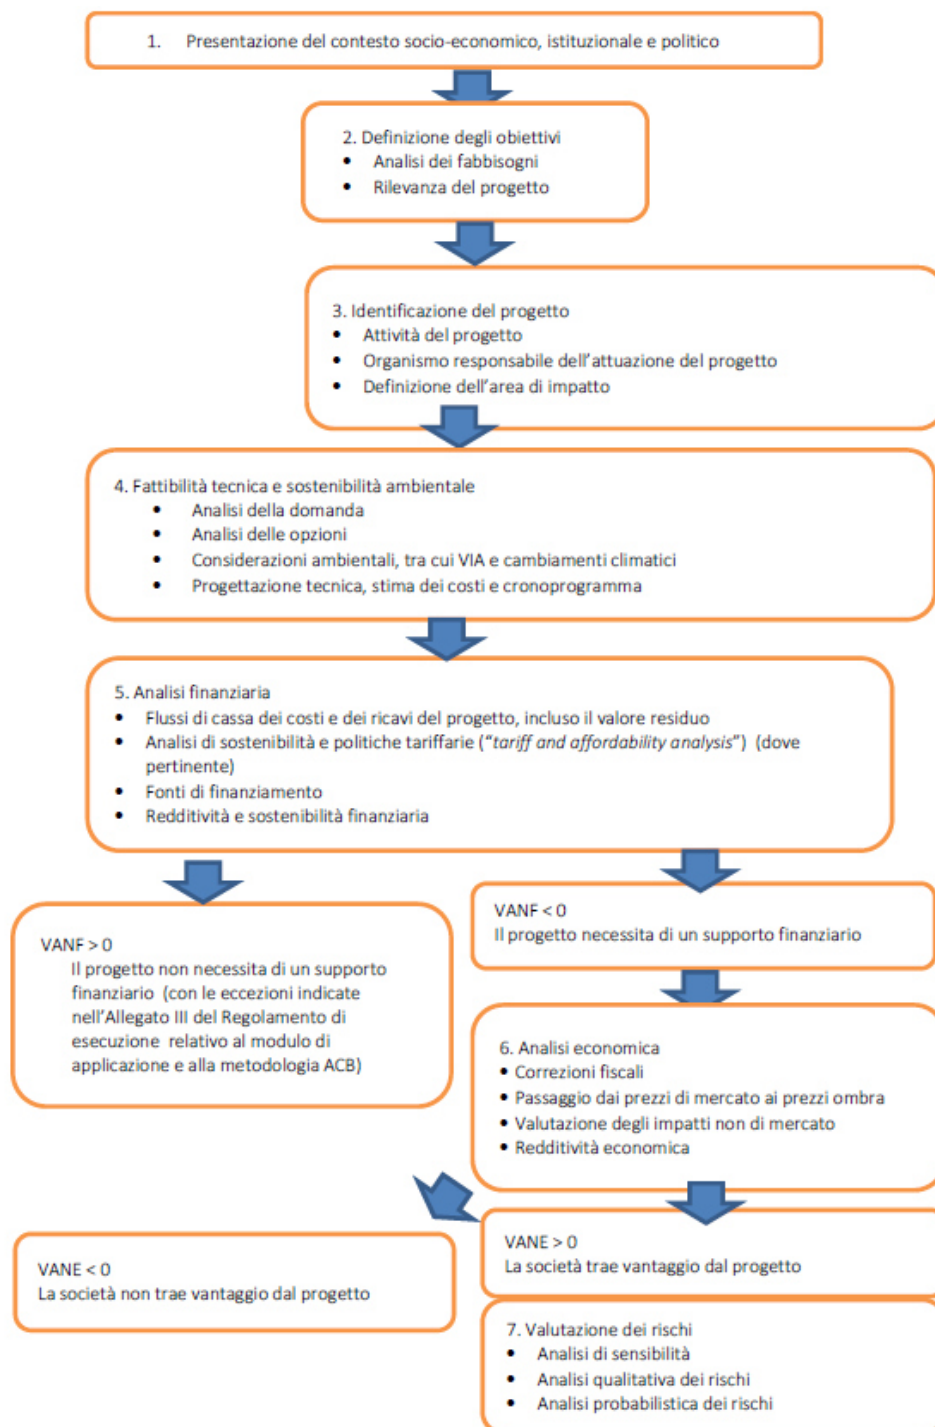 1. Presentazione del contesto socio-economico, istituzionale e politico
2. Definizione degli obiettivi
• Analisi dei fabbisogni
• Rilevanza del progetto
3. Identificazione del progetto
• Attività del progetto
• Organismo responsabile dell'attuazione del progetto
• Definizione dell'area di impatto
4. Fattibilità tecnica e sostenibilità ambientale
• Analisi della domanda
• Analisi delle opzioni
• Considerazioni ambientali, tra cui VIA e cambiamenti climatici
• Progettazione tecnica, stima dei costi e cronoprogramma
5. Analisi finanziaria
• Flussi di cassa dei costi e dei ricavi del progetto, incluso il valore residuo
• Analisi di sostenibilità e politiche tariffarie ("tariff and affordability analysis") (dove
pertinente)
• Fonti di finanziamento
• Redditività e sostenibilità finanziaria
VANF > 0
Il progetto non necessita di un supporto
finanziario (con le eccezioni indicate
nell'Allegato III del Regolamento di
esecuzione relativo al modulo di
applicazione e alla metodologia ACB)
VANF < 0
Il progetto necessita di un supporto finanziario
6. Analisi economica
• Correzioni fiscali
• Passaggio dai prezzi di mercato ai prezzi ombra
• Valutazione degli impatti non di mercato
• Redditività economica
VANE < 0
La società non trae vantaggio dal progetto
VANE > 0
La società trae vantaggio dal progetto
7. Valutazione dei rischi
• Analisi di sensibilità
• Analisi qualitativa dei rischi
• Analisi probabilistica dei rischi